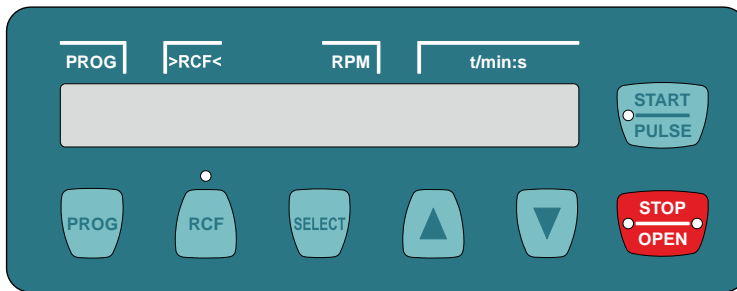 PROG >RCF< RPM t/min:s
START
PULSE
PROG RCF SELECT
STOP
OPEN